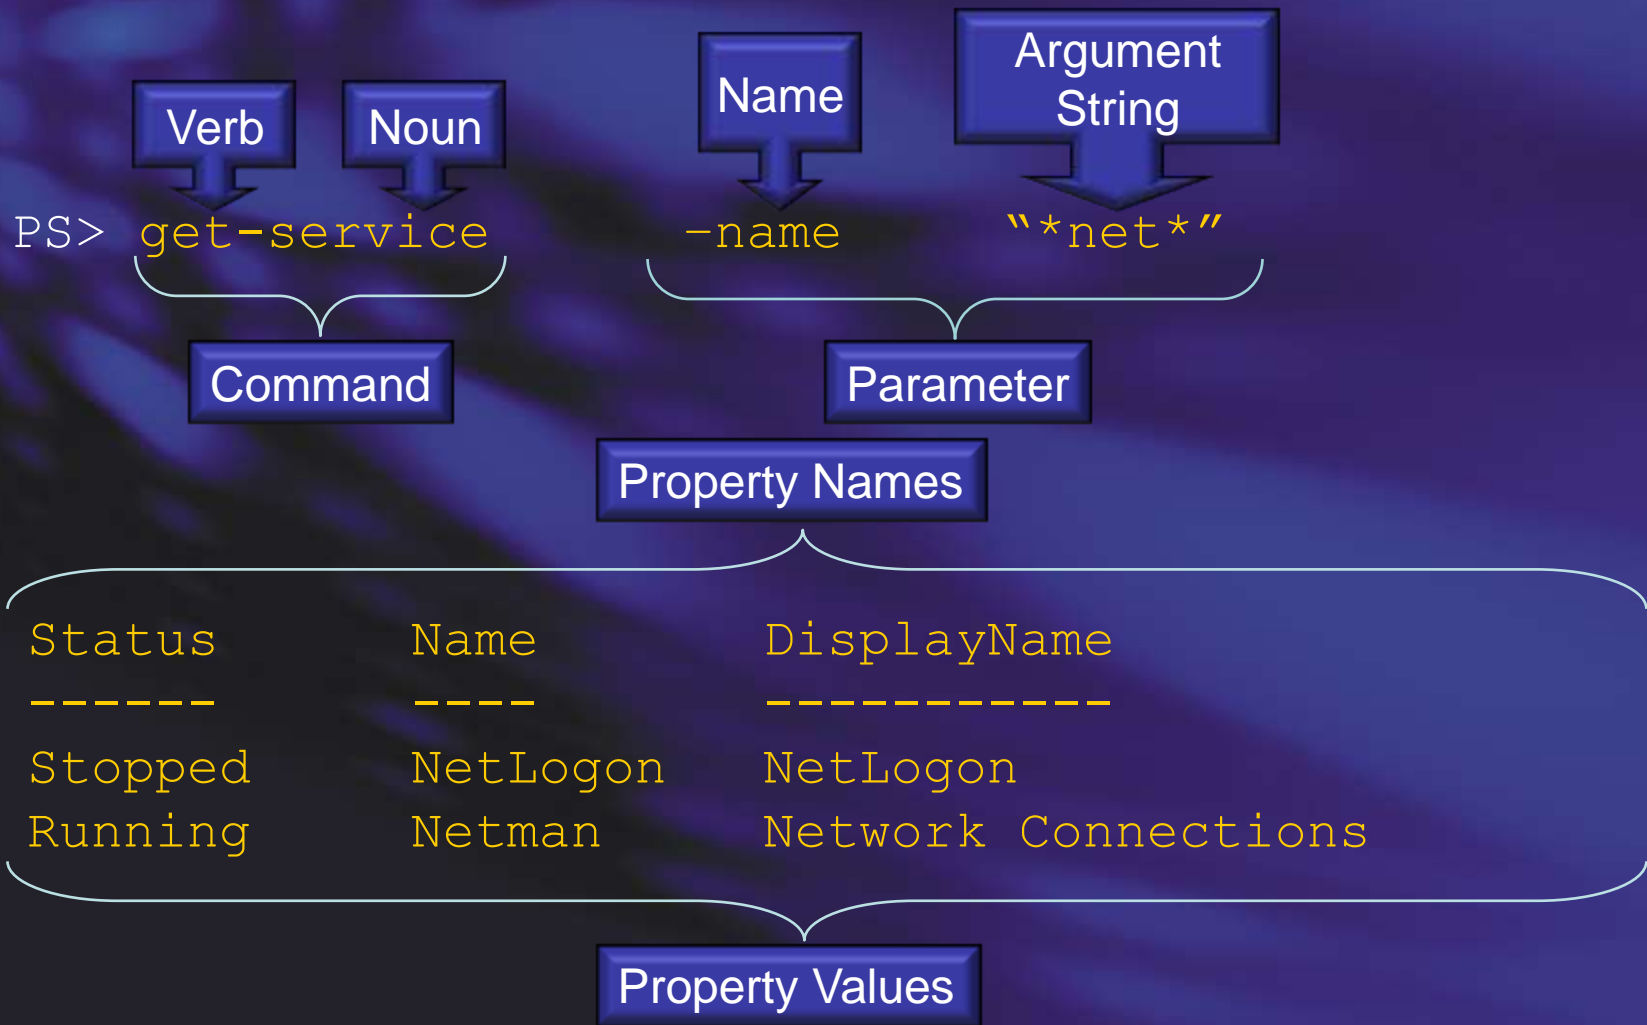 Verb Noun Name Argument
String
PS> get-service –name “*net*”
Command Parameter
Property Names
Status Name DisplayName
------ ---- -----------
Stopped NetLogon NetLogon
Running Netman Network Connections
Property Values